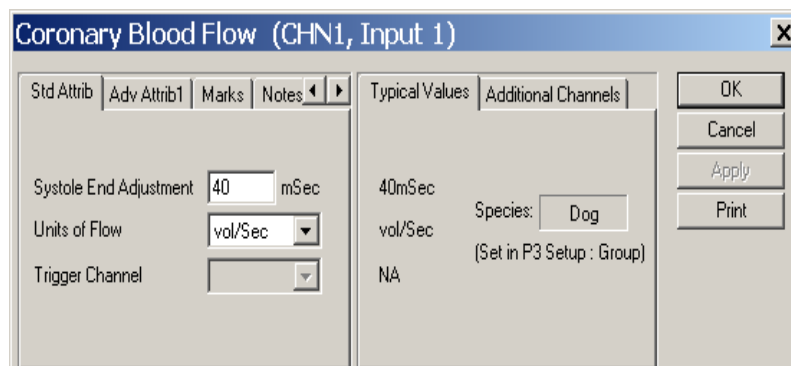 Coronary Blood Flow (CHN1, Input 1)
Std Attrib
Adv Attrib1
Marks
Notes
Systole End Adjustment 40 mSec
Units of Flow vol/Sec
Trigger Channel
Typical Values
Additional Channels
40mSec
vol/Sec
NA
Species: Dog
(Set in P3 Setup : Group)
OK
Cancel
Apply
Print